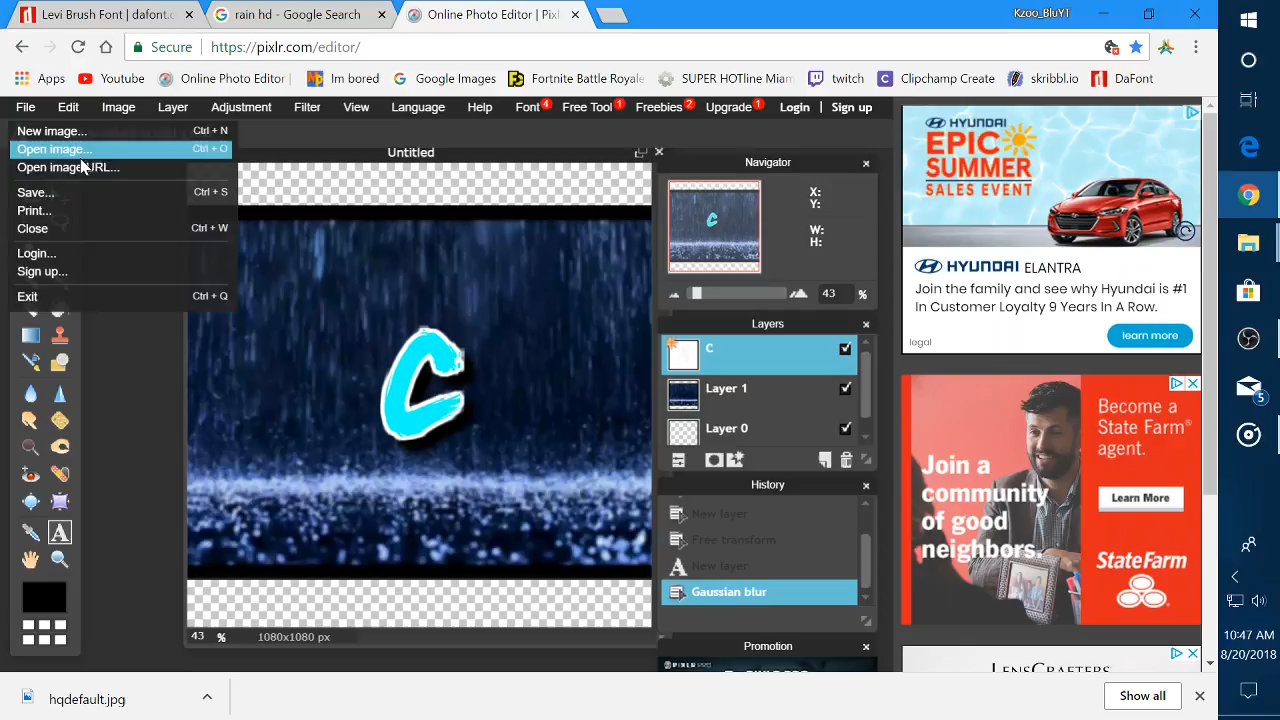 Levi Brush Font / dafont.c
rain hd - Google Search
Online Photo Editor | Pixl
Kzoo_BluYT
Secure
https://pixlr.com/editor/
Apps
Youtube
Online Photo Editor
Im bored
Google Images
Fortnite Battle Royale
SUPERHOTline Miam
twitch
Clipchamp Create
skribbl.io
DaFont
File Edit Image Layer Adjustment Filter View Language Help Font 4 Free Tool 1 Freebies 2 Upgrade 1 Login Sign up
New image... Ctrl + N
Open image... Ctrl + O
Open image URL...
Save... Ctrl + S
Print...
Close Ctrl + W
Login...
Sign up...
Exit Ctrl + Q
Untitled
C
43 % 1080x1080 px
Navigator
X:
Y:
W:
H:
43 %
Layers
C
Layer 1
Layer 0
History
New layer
Free transform
New layer
Gaussian blur
Promotion
HYUNDAI
EPIC
SUMMER
SALES EVENT
HYUNDAI ELANTRA
Join the family and see why Hyundai is #1
In Customer Loyalty 9 Years In A Row.
legal
learn more
Become a
State Farm®
agent.
Join a
community
of good
neighbors.
Learn More
StateFarm
LENSCRAFTERS
5
10:47 AM
8/20/2018
hqdefault.jpg
Show all